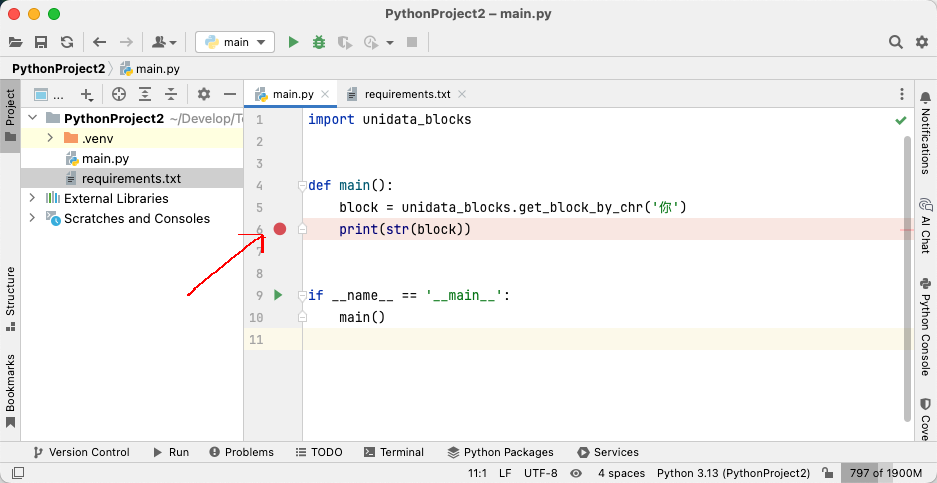 PythonProject2 – main.py
main
PythonProject2 main.py
Project
...
main.py requirements.txt
PythonProject2 ~/Develop/Te
.venv
main.py
requirements.txt
External Libraries
Scratches and Consoles
1 import unidata_blocks
2
3
4 def main():
5 block = unidata_blocks.get_block_by_chr('你')
6 print(str(block))
7
8
9 if __name__ == '__main__':
10 main()
11
Structure
Bookmarks
Notifications
AI Chat
Python Console
Cove
Version Control Run Problems TODO Terminal Python Packages Services
11:1 LF UTF-8 4 spaces Python 3.13 (PythonProject2) 797 of 1900M